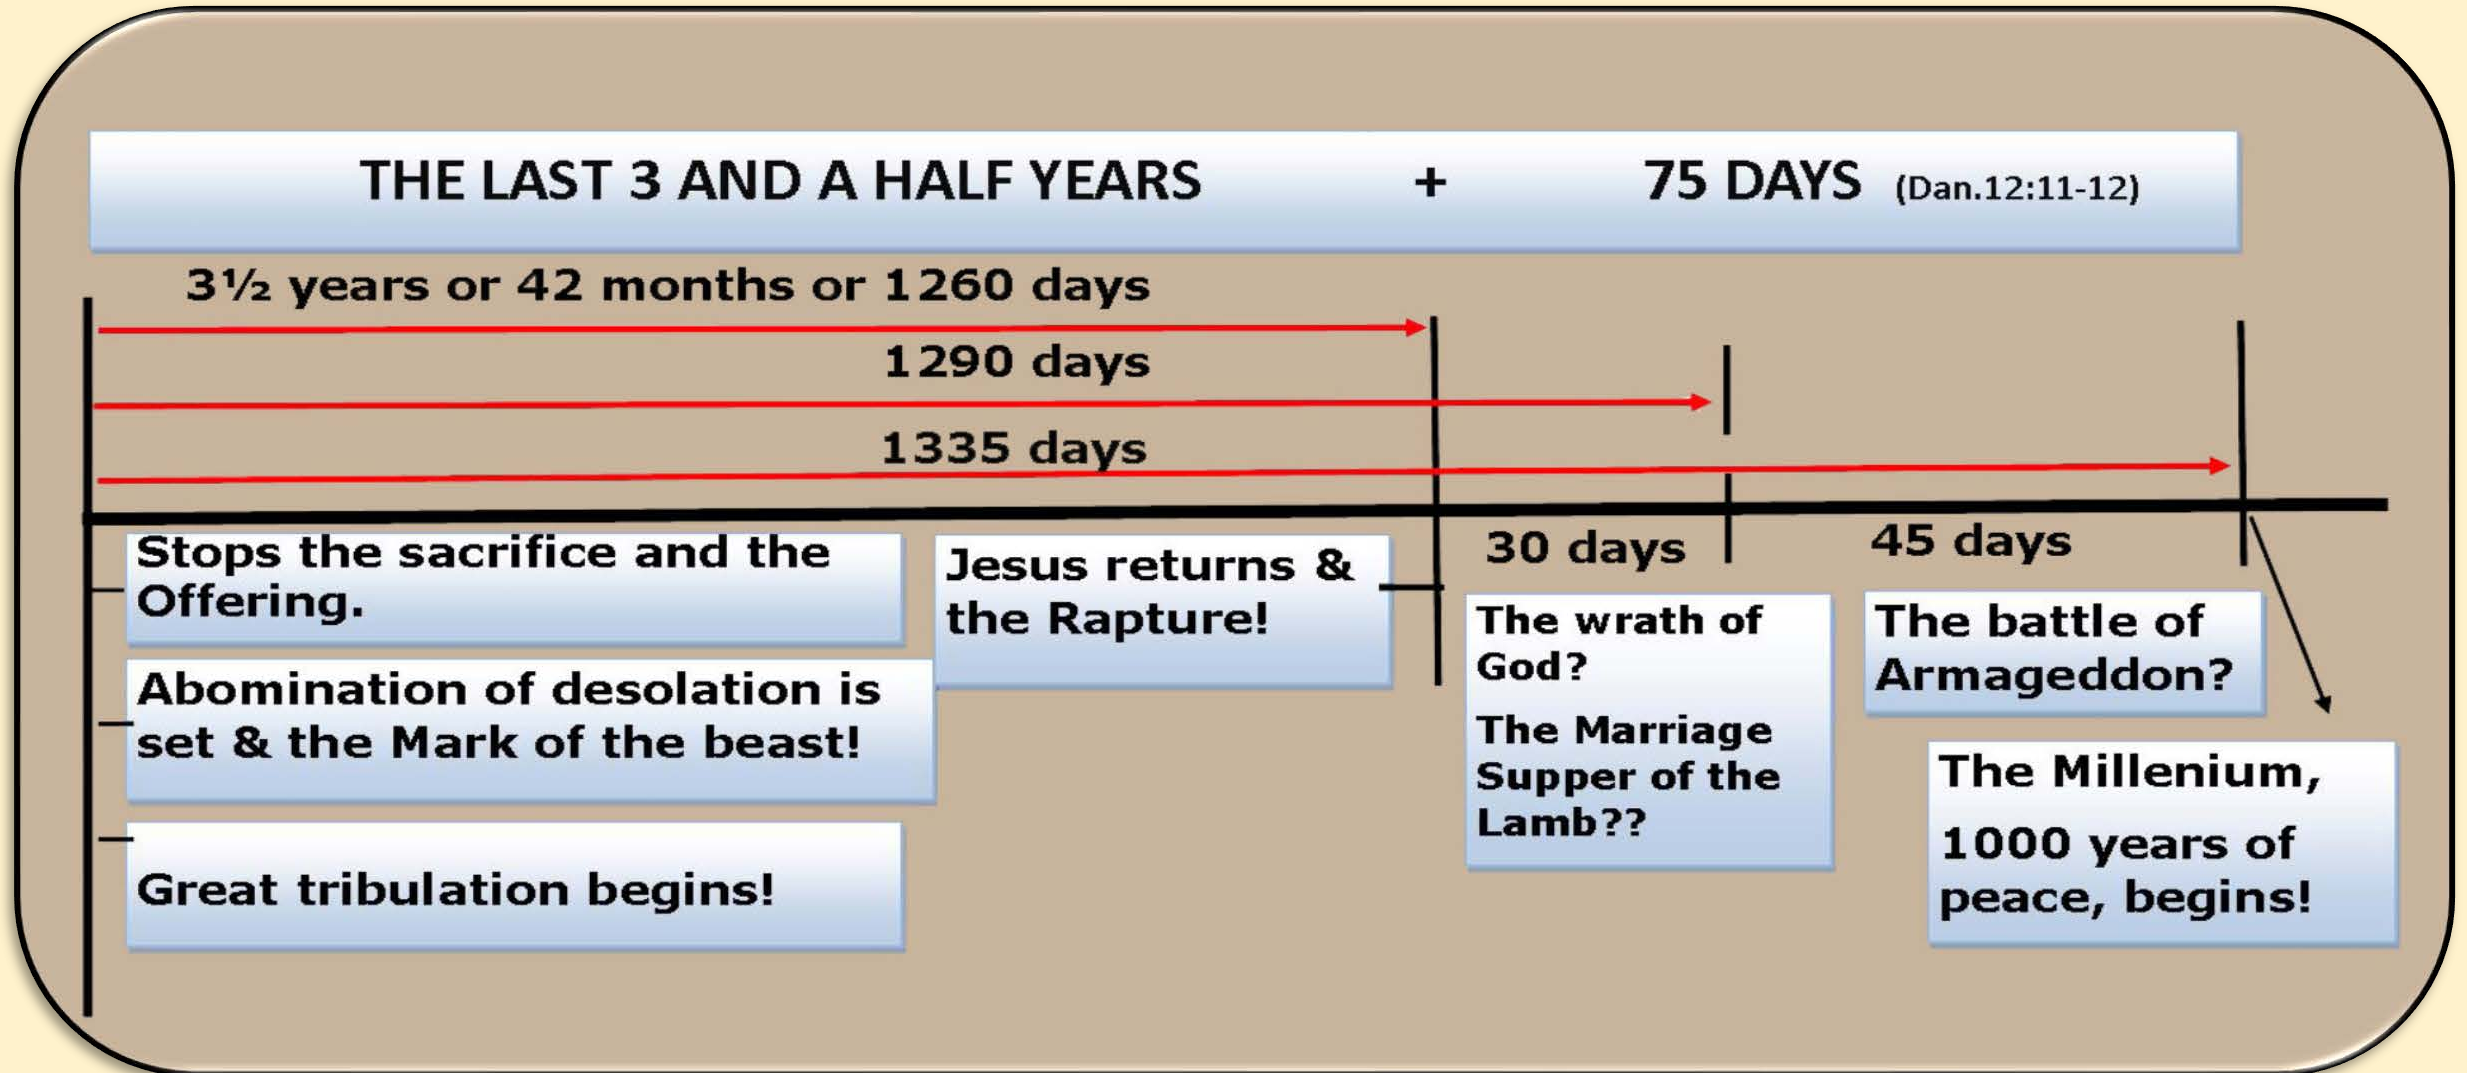 THE LAST 3 AND A HALF YEARS + 75 DAYS (Dan.12:11-12)
3½ years or 42 months or 1260 days
1290 days
1335 days
Stops the sacrifice and the
Offering.
Abomination of desolation is
set & the Mark of the beast!
Great tribulation begins!
Jesus returns &
the Rapture!
30 days
The wrath of
God?
The Marriage
Supper of the
Lamb??
45 days
The battle of
Armageddon?
The Millenium,
1000 years of
peace, begins!